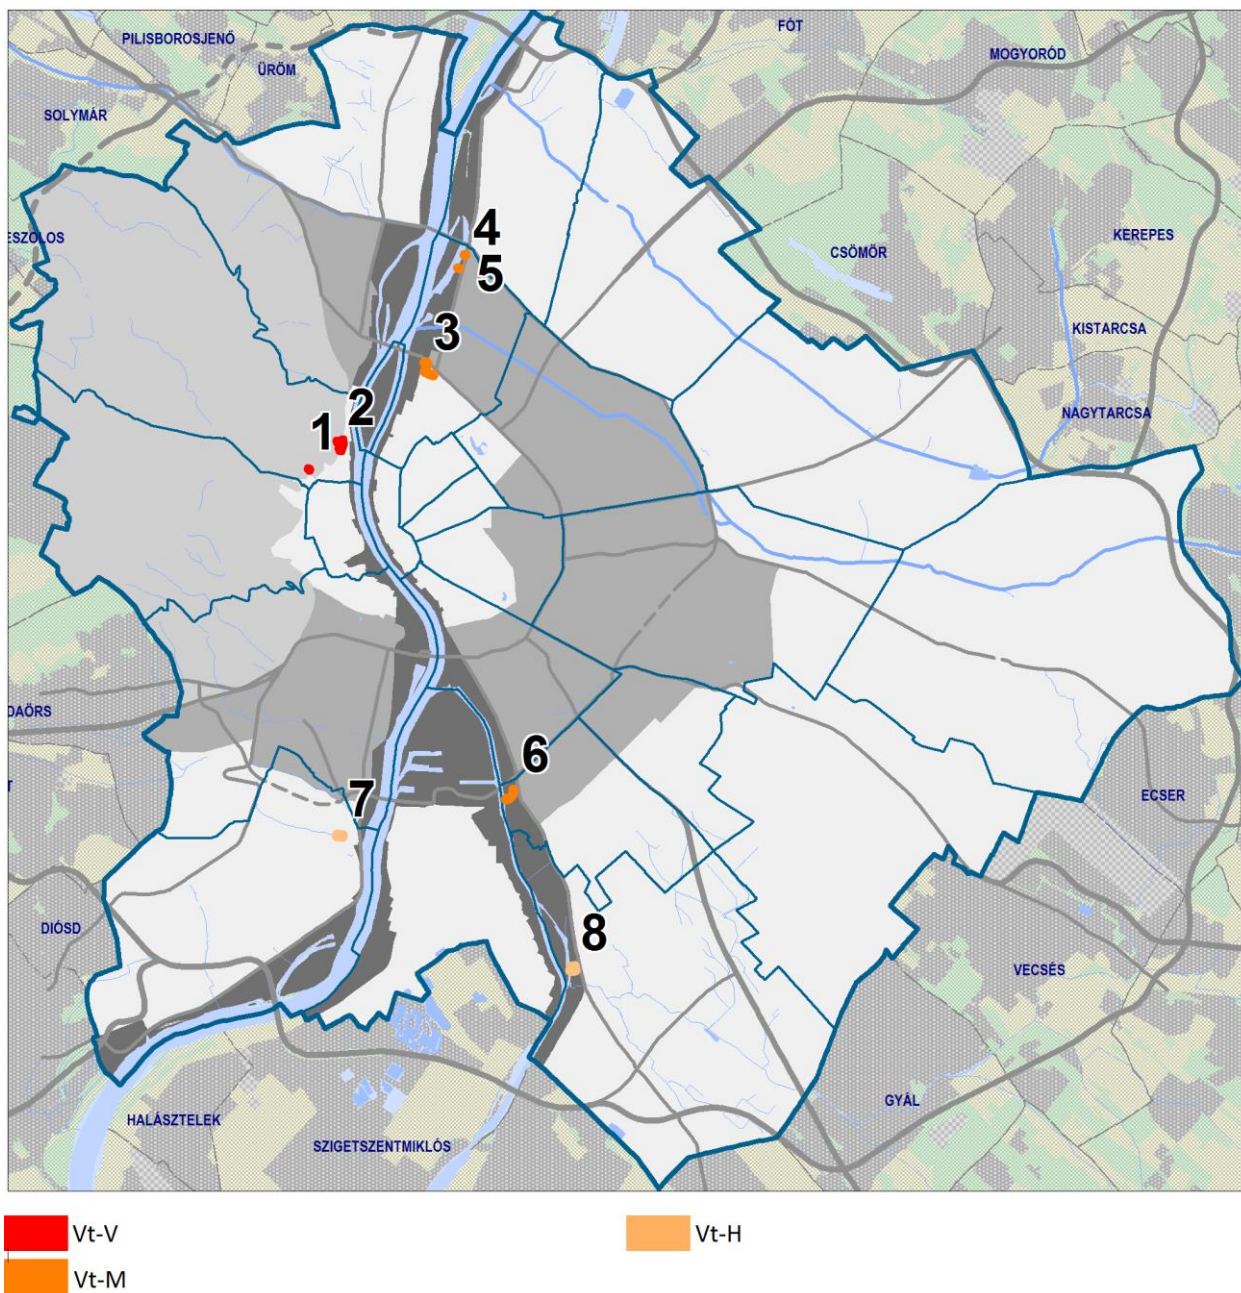 PILISBOROSJENŐ
FÓT
MOGYORÓD
ÜRÖM
SOLYMÁR
4
KEREPES
ESZÖLOS
CSÖMÖR
5
3
KISTARCSA
2
NAGYTARCSA
1
DAÖRS
6
T
7
ECSER
DIÓSD
8
VECSÉS
GYÁL
HALÁSZTELEK
SZIGETSZENTMIKLÓS
Vt-V
Vt-H
Vt-M